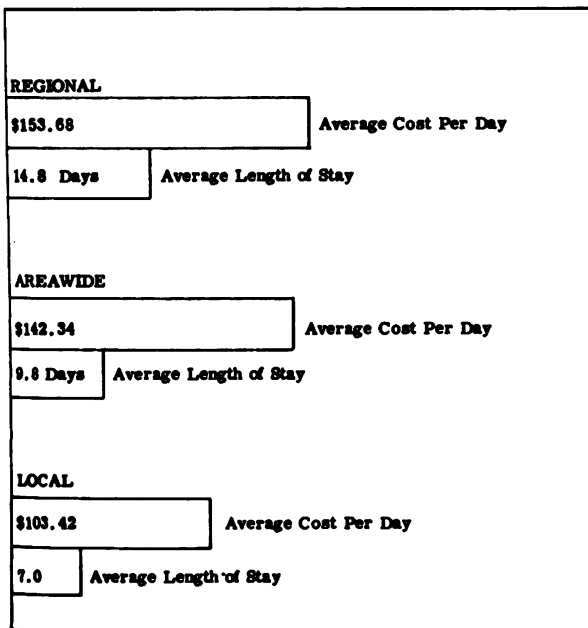 REGIONAL
$153.68 Average Cost Per Day
14.8 Days Average Length of Stay
AREAWIDE
$142.34 Average Cost Per Day
9.8 Days Average Length of Stay
LOCAL
$103.42 Average Cost Per Day
7.0 Average Length of Stay